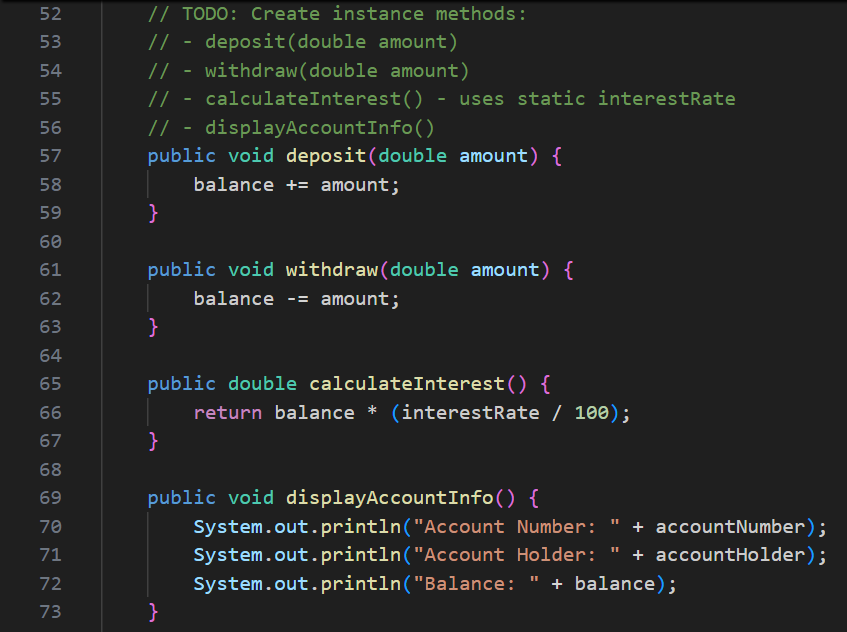 52 // TODO: Create instance methods:
53 // - deposit(double amount)
54 // - withdraw(double amount)
55 // - calculateInterest() - uses static interestRate
56 // - displayAccountInfo()
57 public void deposit(double amount) {
58 balance += amount;
59 }
60
61 public void withdraw(double amount) {
62 balance -= amount;
63 }
64
65 public double calculateInterest() {
66 return balance * (interestRate / 100);
67 }
68
69 public void displayAccountInfo() {
70 System.out.println("Account Number: " + accountNumber);
71 System.out.println("Account Holder: " + accountHolder);
72 System.out.println("Balance: " + balance);
73 }